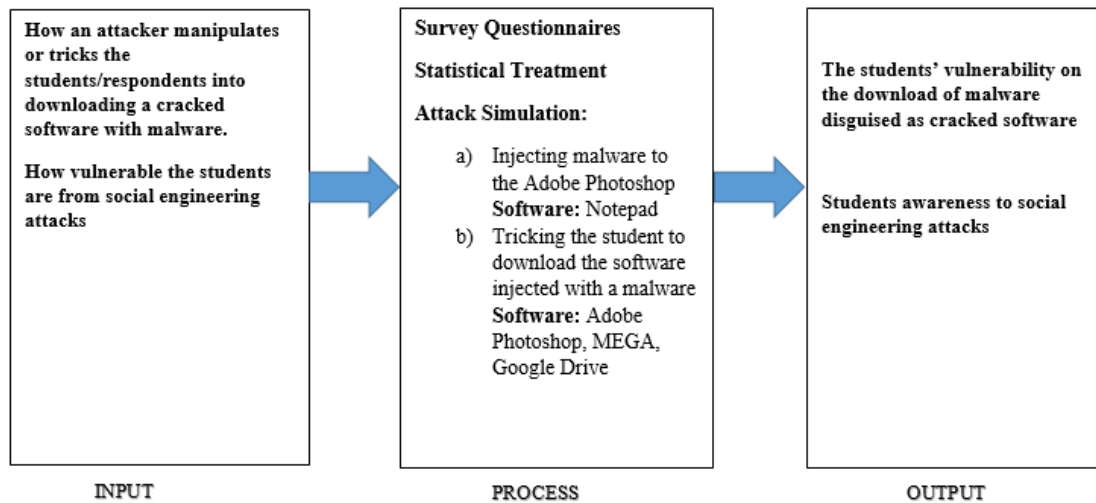 How an attacker manipulates
or tricks the
students/respondents into
downloading a cracked
software with malware.
How vulnerable the students
are from social engineering
attacks
INPUT
Survey Questionnaires
Statistical Treatment
Attack Simulation:
a) Injecting malware to
the Adobe Photoshop
Software: Notepad
b) Tricking the student to
download the software
injected with a malware
Software: Adobe
Photoshop, MEGA,
Google Drive
PROCESS
The students’ vulnerability on
the download of malware
disguised as cracked software
Students awareness to social
engineering attacks
OUTPUT